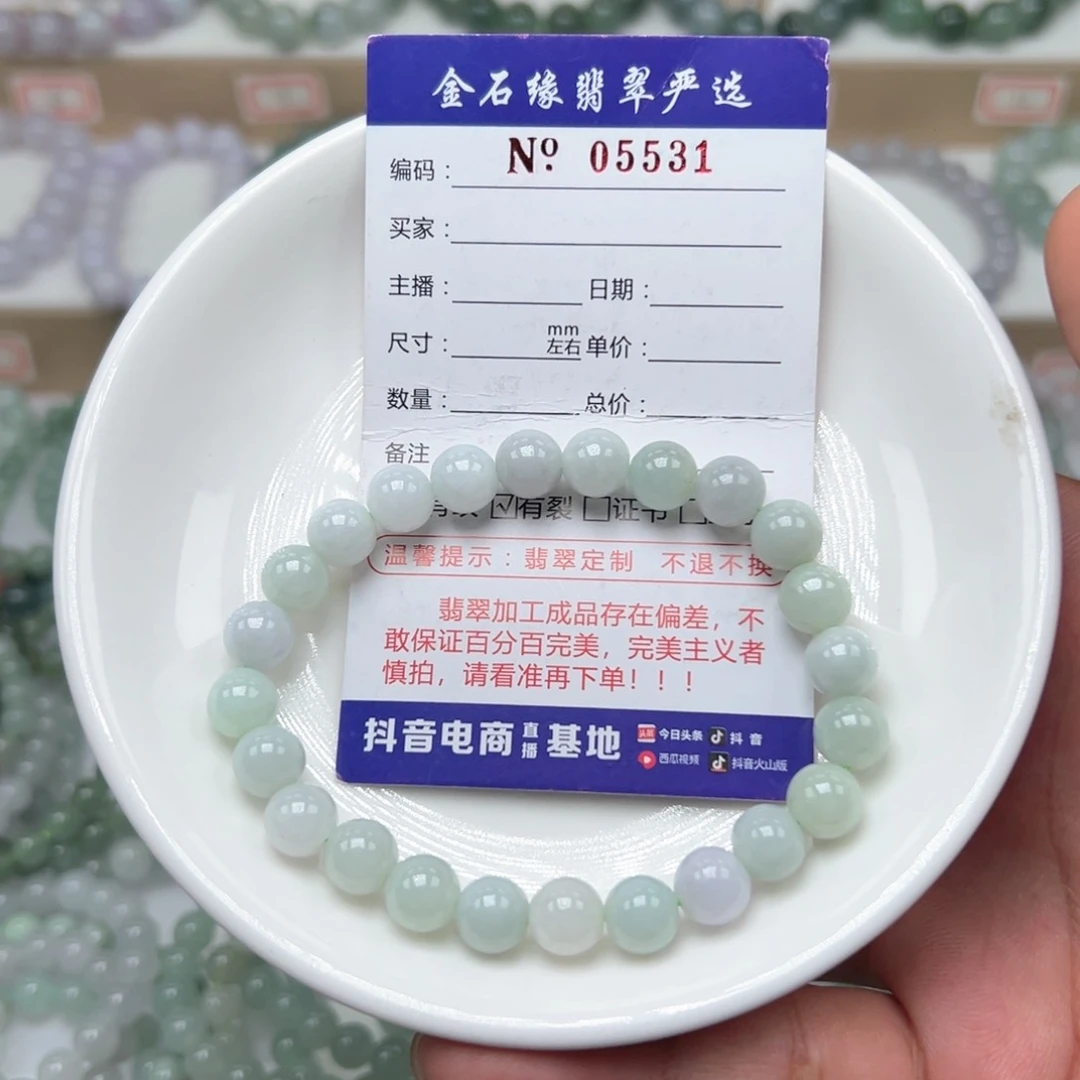 金石缘翡翠严选
编码： Nº 05531
买家：
主播： 日期：
尺寸： mm左右 单价：
数量： 总价：
备注
☑有裂 □证书
温馨提示：翡翠定制 不退不换
翡翠加工成品存在偏差，不
敢保证百分百完美，完美主义者
慎拍，请看准再下单！！！
抖音电商直播基地
今日头条 抖音
西瓜视频 抖音火山版